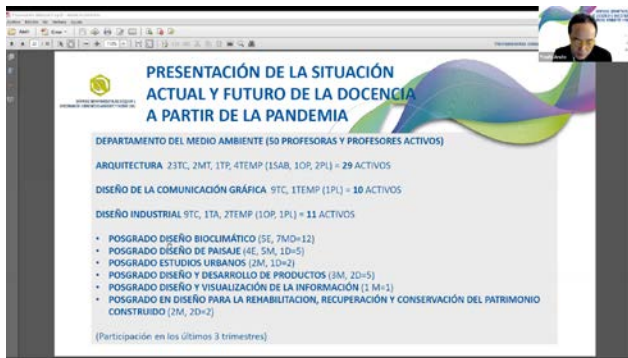 PRESENTACIÓN DE LA SITUACIÓN
ACTUAL Y FUTURO DE LA DOCENCIA
A PARTIR DE LA PANDEMIA
DEPARTAMENTO DEL MEDIO AMBIENTE (50 PROFESORAS Y PROFESORES ACTIVOS)
ARQUITECTURA 23TC, 2MT, 1TP, 4TEMP (1SAB, 1OP, 2PL) = 29 ACTIVOS
DISEÑO DE LA COMUNICACIÓN GRÁFICA 9TC, 1TEMP (1PL) = 10 ACTIVOS
DISEÑO INDUSTRIAL 9TC, 1TA, 2TEMP (1OP, 1PL) = 11 ACTIVOS
• POSGRADO DISEÑO BIOCLIMÁTICO (5E, 7MD=12)
• POSGRADO DISEÑO DE PAISAJE (4E, 5M, 1D=5)
• POSGRADO ESTUDIOS URBANOS (2M, 1D=2)
• POSGRADO DISEÑO Y DESARROLLO DE PRODUCTOS (3M, 2D=5)
• POSGRADO DISEÑO Y VISUALIZACIÓN DE LA INFORMACIÓN (1 M=1)
• POSGRADO EN DISEÑO PARA LA REHABILITACION, RECUPERACIÓN Y CONSERVACIÓN DEL PATRIMONIO
CONSTRUIDO (2M, 2D=2)
(Participación en los últimos 3 trimestres)